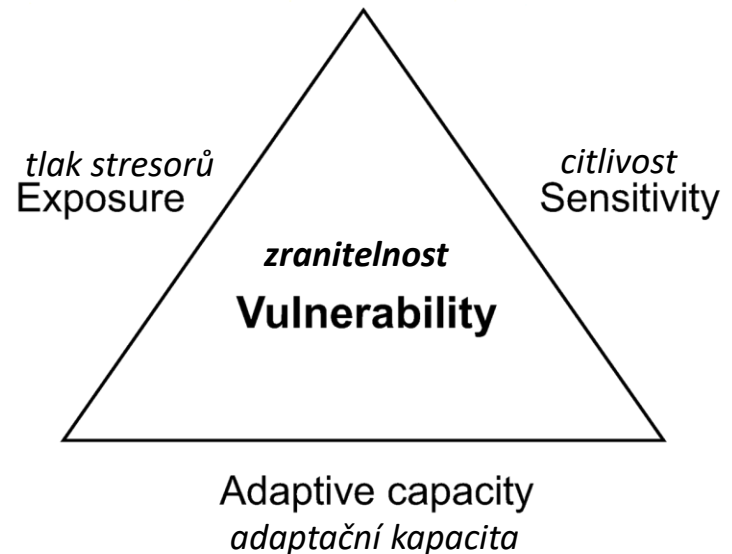 tlak stresorů
Exposure
citlivost
Sensitivity
zranitelnost
Vulnerability
Adaptive capacity
adaptační kapacita